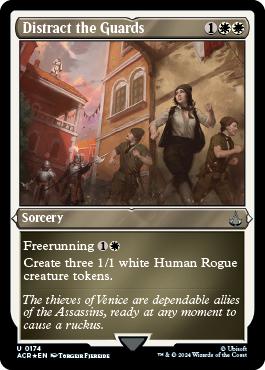 Distract the Guards 1
Sorcery
Freerunning 1
Create three 1/1 white Human Rogue
creature tokens.
The thieves of Venice are dependable allies
of the Assassins, ready at any moment to
cause a ruckus.
U 0174
ACR★EN Torgeir Fjereide
© Ubisoft
™ & © 2024 Wizards of the Coast